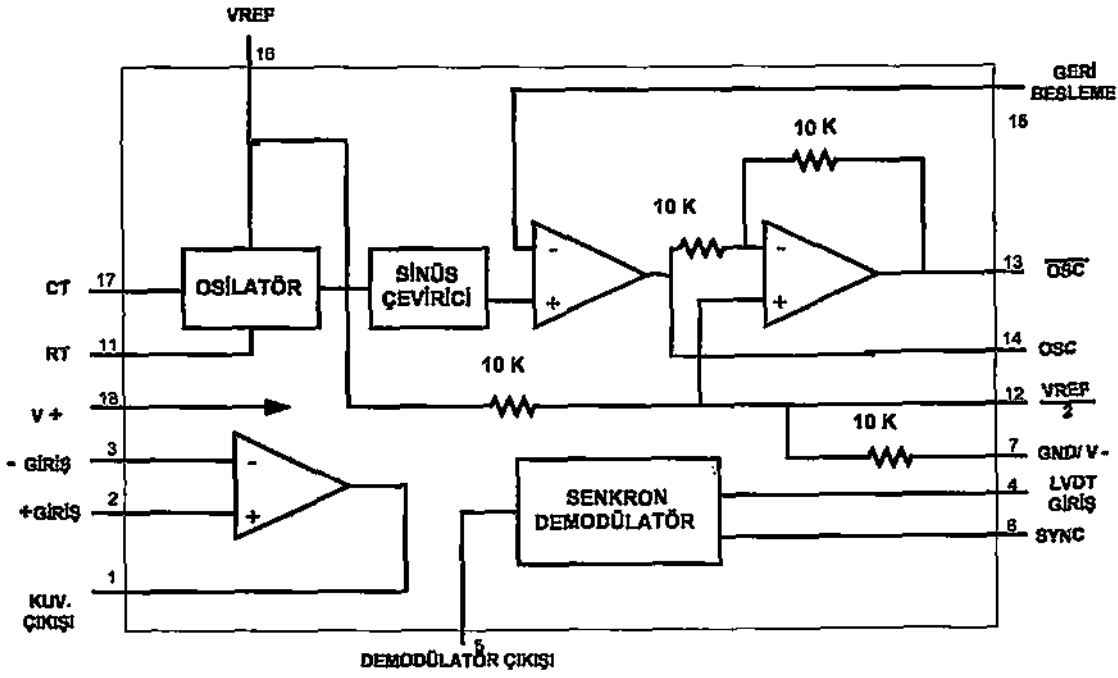 VREF
16
GERİ
BESLEME
15
10 K
10 K
-
+
-
+
13 OSC
OSİLATÖR
SİNÜS
ÇEVİRİCİ
CT 17
RT 11
14 OSC
10 K
V + 18
12 VREF
2
10 K
- GİRİŞ 3
-
7 GND/ V -
+GİRİŞ 2
+
SENKRON
DEMODÜLATÖR
4 LVDT
GİRİŞ
6 SYNC
1
KUV.
ÇIKIŞI
5
DEMODÜLATÖR ÇIKIŞI